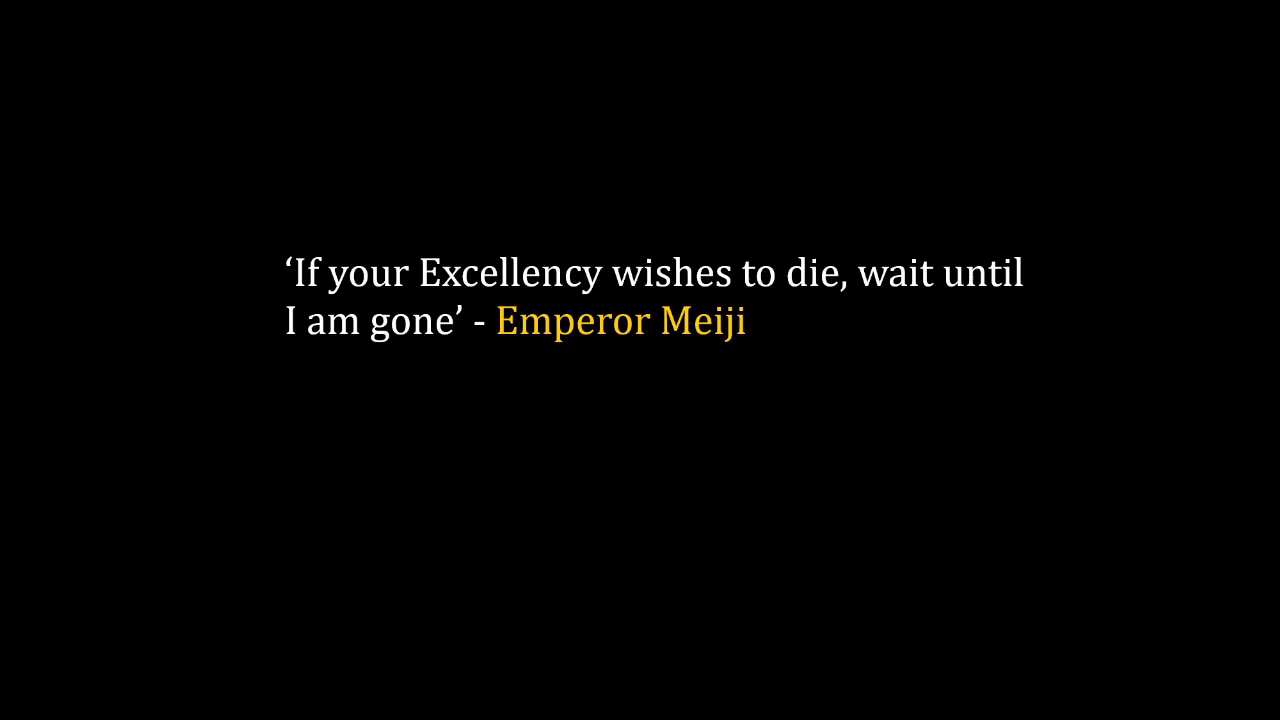 ‘If your Excellency wishes to die, wait until
I am gone’ - Emperor Meiji